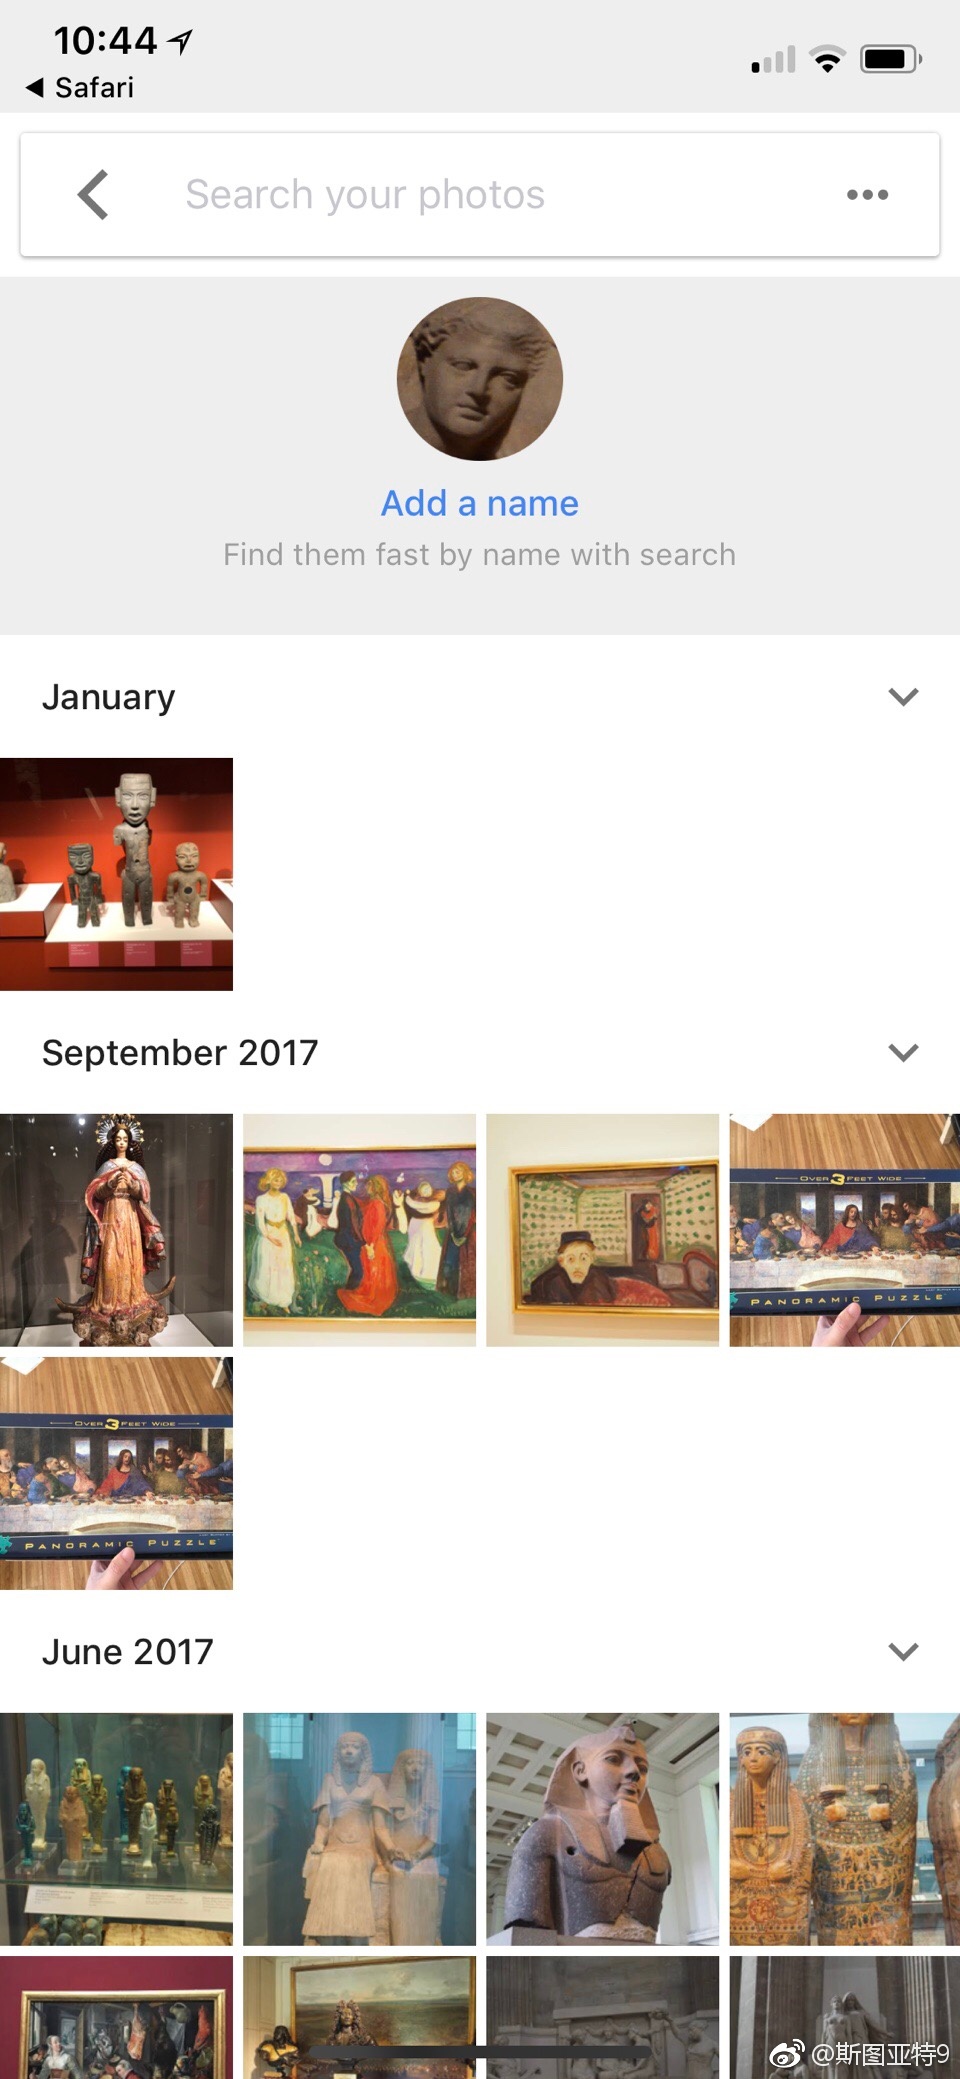 10:44
Safari
Search your photos
Add a name
Find them fast by name with search
January
September 2017
OVER 3 FEET WIDE
PANORAMIC PUZZLE
OVER 3 FEET WIDE
PANORAMIC PUZZLE
June 2017
@斯图亚特9